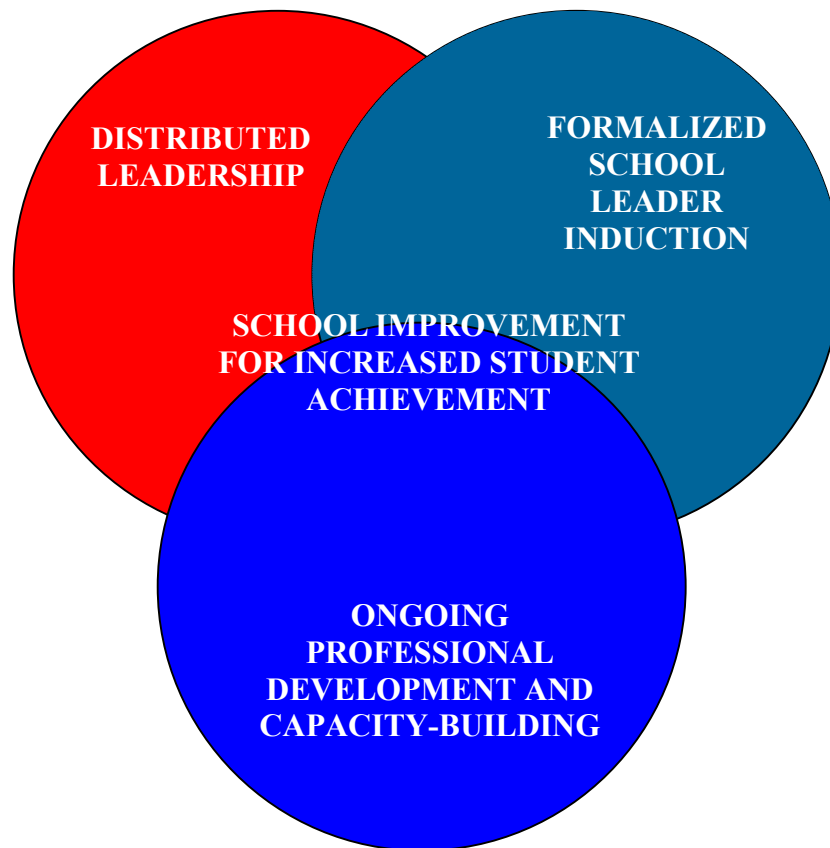 DISTRIBUTED
LEADERSHIP
FORMALIZED
SCHOOL
LEADER
INDUCTION
SCHOOL IMPROVEMENT
FOR INCREASED STUDENT
ACHIEVEMENT
ONGOING
PROFESSIONAL
DEVELOPMENT AND
CAPACITY-BUILDING